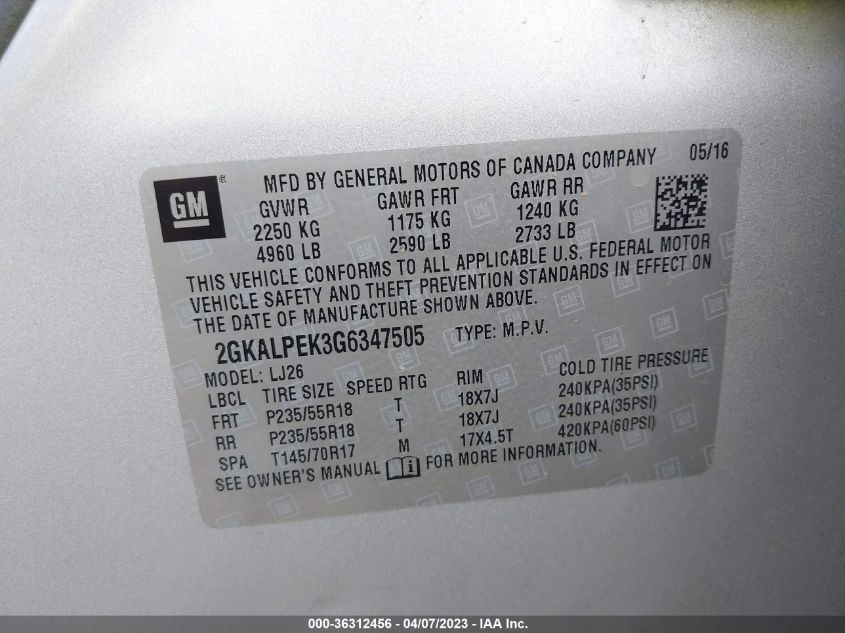 GM ®
MFD BY GENERAL MOTORS OF CANADA COMPANY 05/16
GVWR GAWR FRT GAWR RR
2250 KG 1175 KG 1240 KG
4960 LB 2590 LB 2733 LB
THIS VEHICLE CONFORMS TO ALL APPLICABLE U.S. FEDERAL MOTOR
VEHICLE SAFETY AND THEFT PREVENTION STANDARDS IN EFFECT ON
THE DATE OF MANUFACTURE SHOWN ABOVE.
2GKALPEK3G6347505 TYPE: M.P.V.
MODEL: LJ26
LBCL TIRE SIZE SPEED RTG RIM COLD TIRE PRESSURE
FRT P235/55R18 T 18X7J 240KPA(35PSI)
RR P235/55R18 T 18X7J 240KPA(35PSI)
SPA T145/70R17 M 17X4.5T 420KPA(60PSI)
SEE OWNER'S MANUAL FOR MORE INFORMATION.
000-36312456 - 04/07/2023 - IAA Inc.